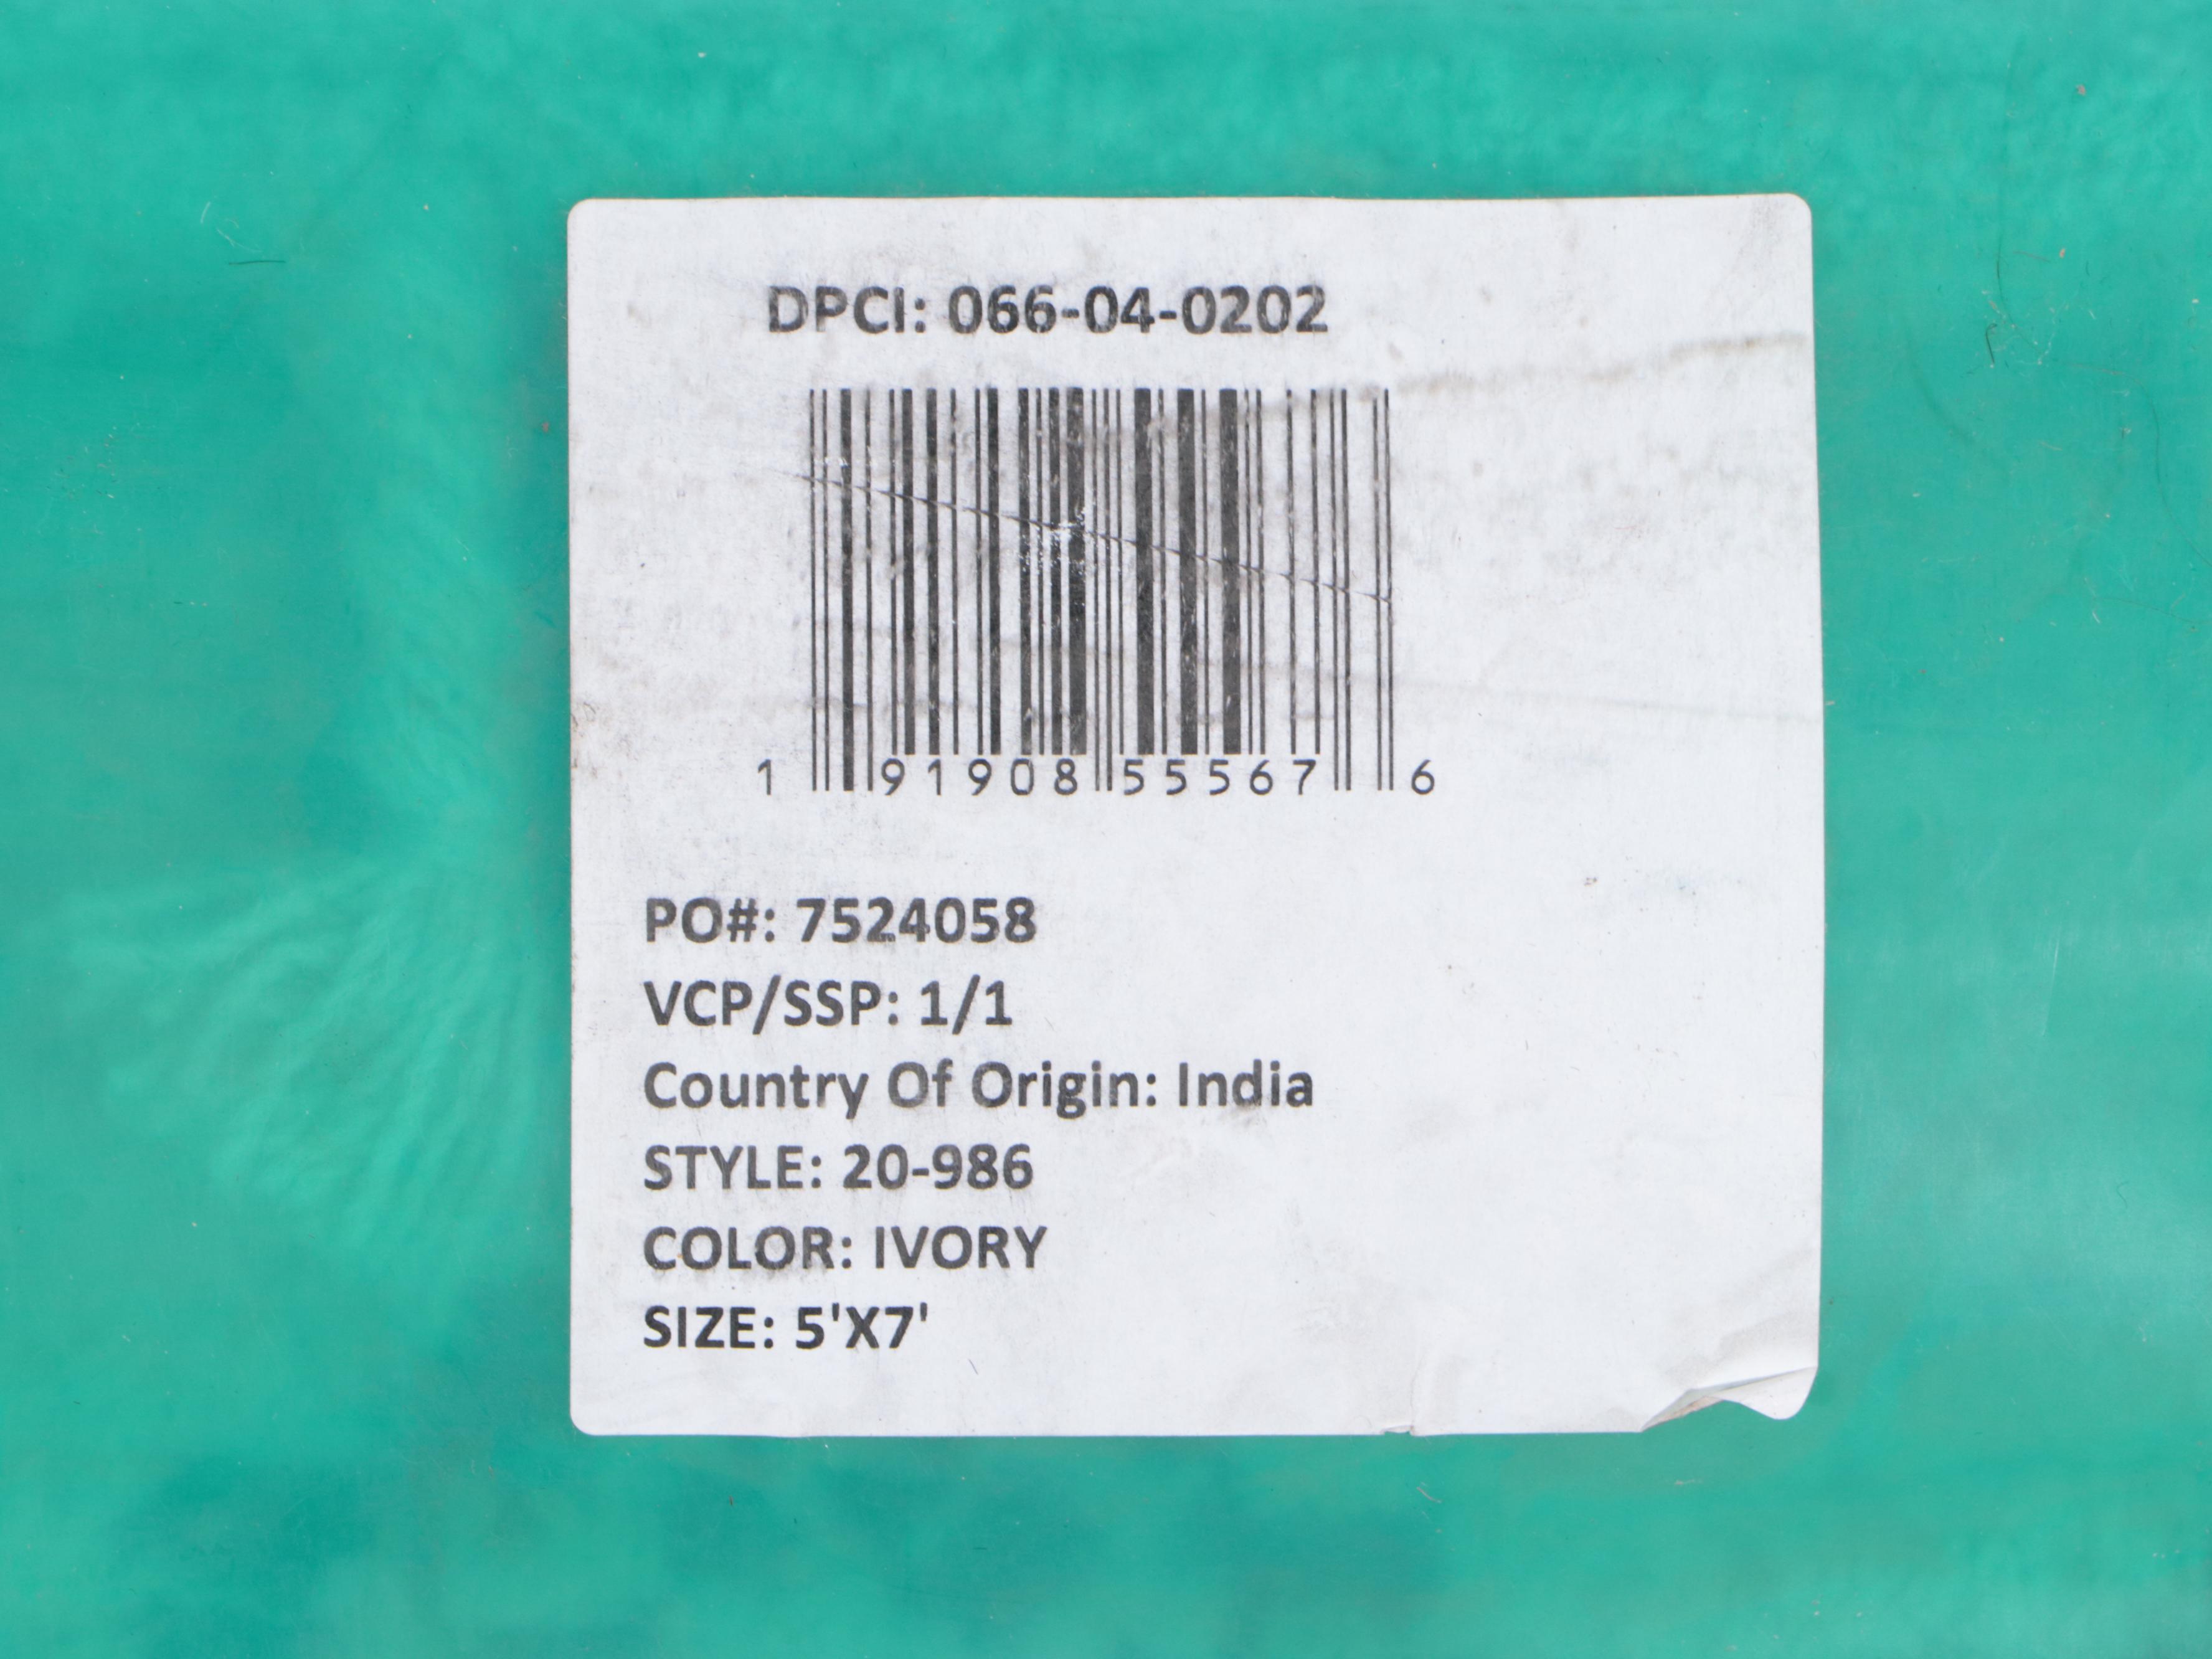 DPCI: 066-04-0202
1 91908 55567 6
PO#: 7524058
VCP/SSP: 1/1
Country Of Origin: India
STYLE: 20-986
COLOR: IVORY
SIZE: 5'X7'